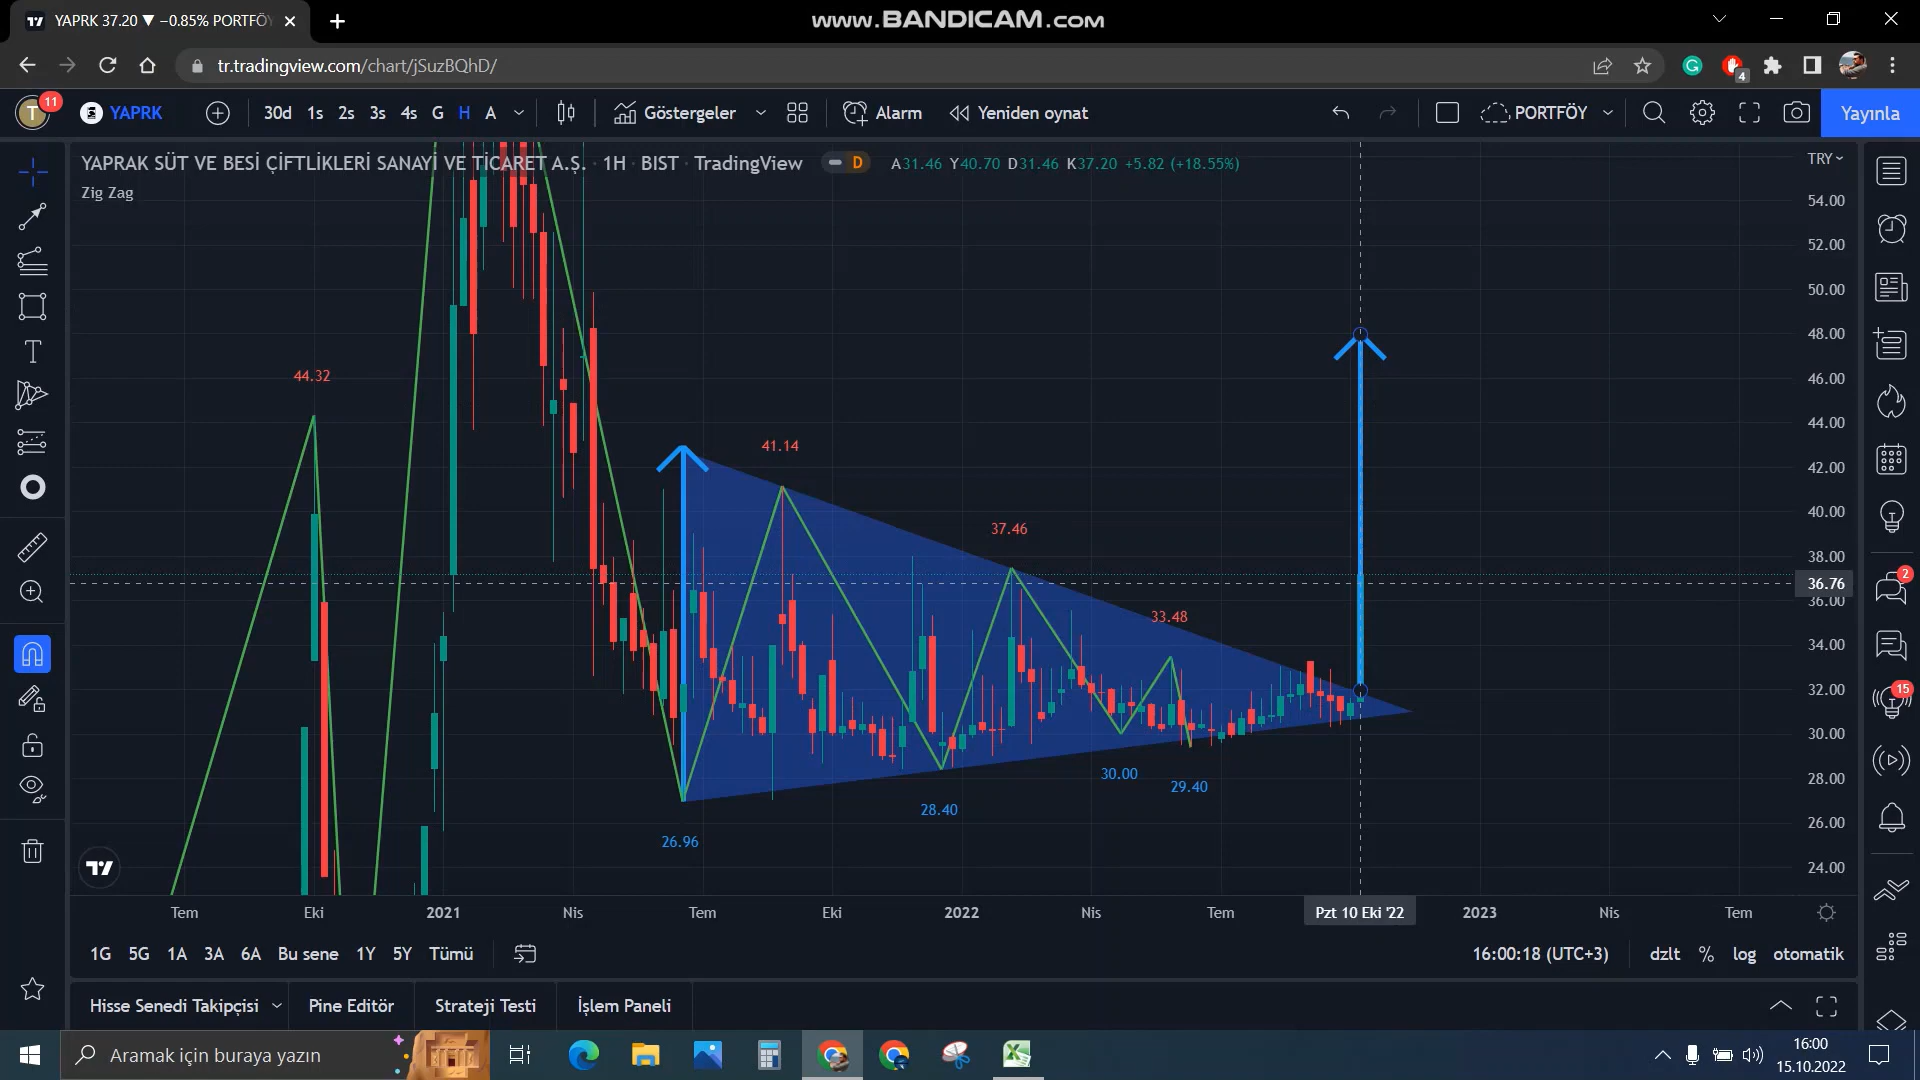 YAPRK 37.20 ▼ −0.85% PORTFÖY
www.BANDICAM.com
tr.tradingview.com/chart/jSuzBQhD/
4
T
11
YAPRK
30d 1s 2s 3s 4s G H A
Göstergeler
Alarm
Yeniden oynat
PORTFÖY
Yayınla
YAPRAK SÜT VE BESİ ÇİFTLİKLERİ SANAYİ VE TİCARET A.Ş. · 1H · BIST · TradingView
D
A31.46 Y40.70 D31.46 K37.20 +5.82 (+18.55%)
TRY
Zig Zag
54.00
52.00
50.00
48.00
46.00
44.00
42.00
40.00
38.00
36.76
36.00
34.00
32.00
30.00
28.00
26.00
24.00
44.32
41.14
37.46
33.48
30.00
29.40
28.40
26.96
2
15
Tem Eki 2021 Nis Tem Eki 2022 Nis Tem Pzt 10 Eki '22 2023 Nis Tem
1G 5G 1A 3A 6A Bu sene 1Y 5Y Tümü
16:00:18 (UTC+3)
dzlt % log otomatik
Hisse Senedi Takipçisi
Pine Editör
Strateji Testi
İşlem Paneli
Aramak için buraya yazın
16:00
15.10.2022